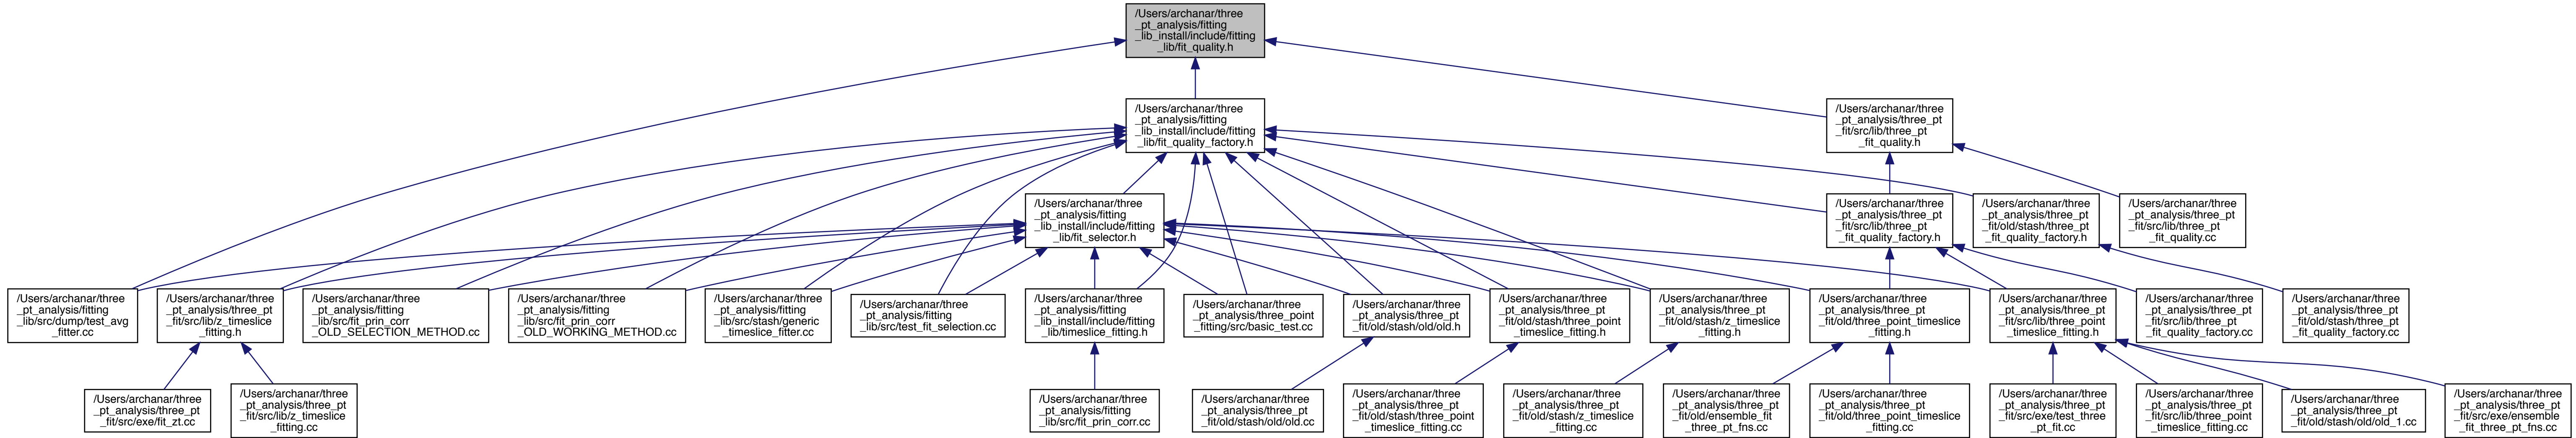 /Users/archanar/three
_pt_analysis/fitting
_lib_install/include/fitting
_lib/fit_quality.h
/Users/archanar/three
_pt_analysis/fitting
_lib_install/include/fitting
_lib/fit_quality_factory.h
/Users/archanar/three
_pt_analysis/three_pt
_fit/src/lib/three_pt
_fit_quality.h
/Users/archanar/three
_pt_analysis/fitting
_lib_install/include/fitting
_lib/fit_selector.h
/Users/archanar/three
_pt_analysis/three_pt
_fit/src/lib/three_pt
_fit_quality_factory.h
/Users/archanar/three
_pt_analysis/three_pt
_fit/old/stash/three_pt
_fit_quality_factory.h
/Users/archanar/three
_pt_analysis/three_pt
_fit/src/lib/three_pt
_fit_quality.cc
/Users/archanar/three
_pt_analysis/fitting
_lib/src/dump/test_avg
_fitter.cc
/Users/archanar/three
_pt_analysis/three_pt
_fit/src/lib/z_timeslice
_fitting.h
/Users/archanar/three
_pt_analysis/fitting
_lib/src/fit_prin_corr
_OLD_SELECTION_METHOD.cc
/Users/archanar/three
_pt_analysis/fitting
_lib/src/fit_prin_corr
_OLD_WORKING_METHOD.cc
/Users/archanar/three
_pt_analysis/fitting
_lib/src/stash/generic
_timeslice_fitter.cc
/Users/archanar/three
_pt_analysis/fitting
_lib/src/test_fit_selection.cc
/Users/archanar/three
_pt_analysis/fitting
_lib_install/include/fitting
_lib/timeslice_fitting.h
/Users/archanar/three
_pt_analysis/three_point
_fitting/src/basic_test.cc
/Users/archanar/three
_pt_analysis/three_pt
_fit/old/stash/old/old.h
/Users/archanar/three
_pt_analysis/three_pt
_fit/old/stash/three_point
_timeslice_fitting.h
/Users/archanar/three
_pt_analysis/three_pt
_fit/old/stash/z_timeslice
_fitting.h
/Users/archanar/three
_pt_analysis/three_pt
_fit/old/three_point_timeslice
_fitting.h
/Users/archanar/three
_pt_analysis/three_pt
_fit/src/lib/three_point
_timeslice_fitting.h
/Users/archanar/three
_pt_analysis/three_pt
_fit/src/lib/three_pt
_fit_quality_factory.cc
/Users/archanar/three
_pt_analysis/three_pt
_fit/old/stash/three_pt
_fit_quality_factory.cc
/Users/archanar/three
_pt_analysis/three_pt
_fit/src/exe/fit_zt.cc
/Users/archanar/three
_pt_analysis/three_pt
_fit/src/lib/z_timeslice
_fitting.cc
/Users/archanar/three
_pt_analysis/fitting
_lib/src/fit_prin_corr.cc
/Users/archanar/three
_pt_analysis/three_pt
_fit/old/stash/old/old.cc
/Users/archanar/three
_pt_analysis/three_pt
_fit/old/stash/three_point
_timeslice_fitting.cc
/Users/archanar/three
_pt_analysis/three_pt
_fit/old/stash/z_timeslice
_fitting.cc
/Users/archanar/three
_pt_analysis/three_pt
_fit/old/ensemble_fit
_three_pt_fns.cc
/Users/archanar/three
_pt_analysis/three_pt
_fit/old/three_point_timeslice
_fitting.cc
/Users/archanar/three
_pt_analysis/three_pt
_fit/src/exe/test_three
_pt_fit.cc
/Users/archanar/three
_pt_analysis/three_pt
_fit/src/lib/three_point
_timeslice_fitting.cc
/Users/archanar/three
_pt_analysis/three_pt
_fit/old/stash/old/old_1.cc
/Users/archanar/three
_pt_analysis/three_pt
_fit/src/exe/ensemble
_fit_three_pt_fns.cc